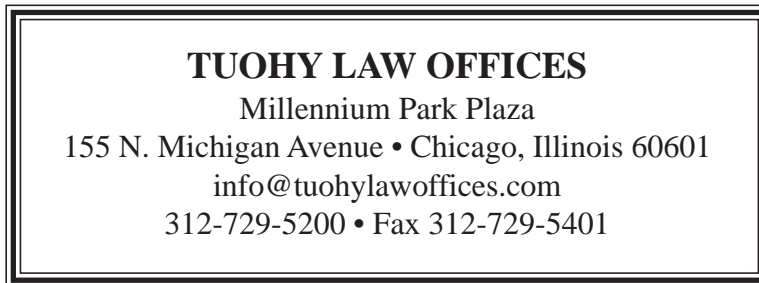 TUOHY LAW OFFICES
Millennium Park Plaza
155 N. Michigan Avenue • Chicago, Illinois 60601
info@tuohylawoffices.com
312-729-5200 • Fax 312-729-5401